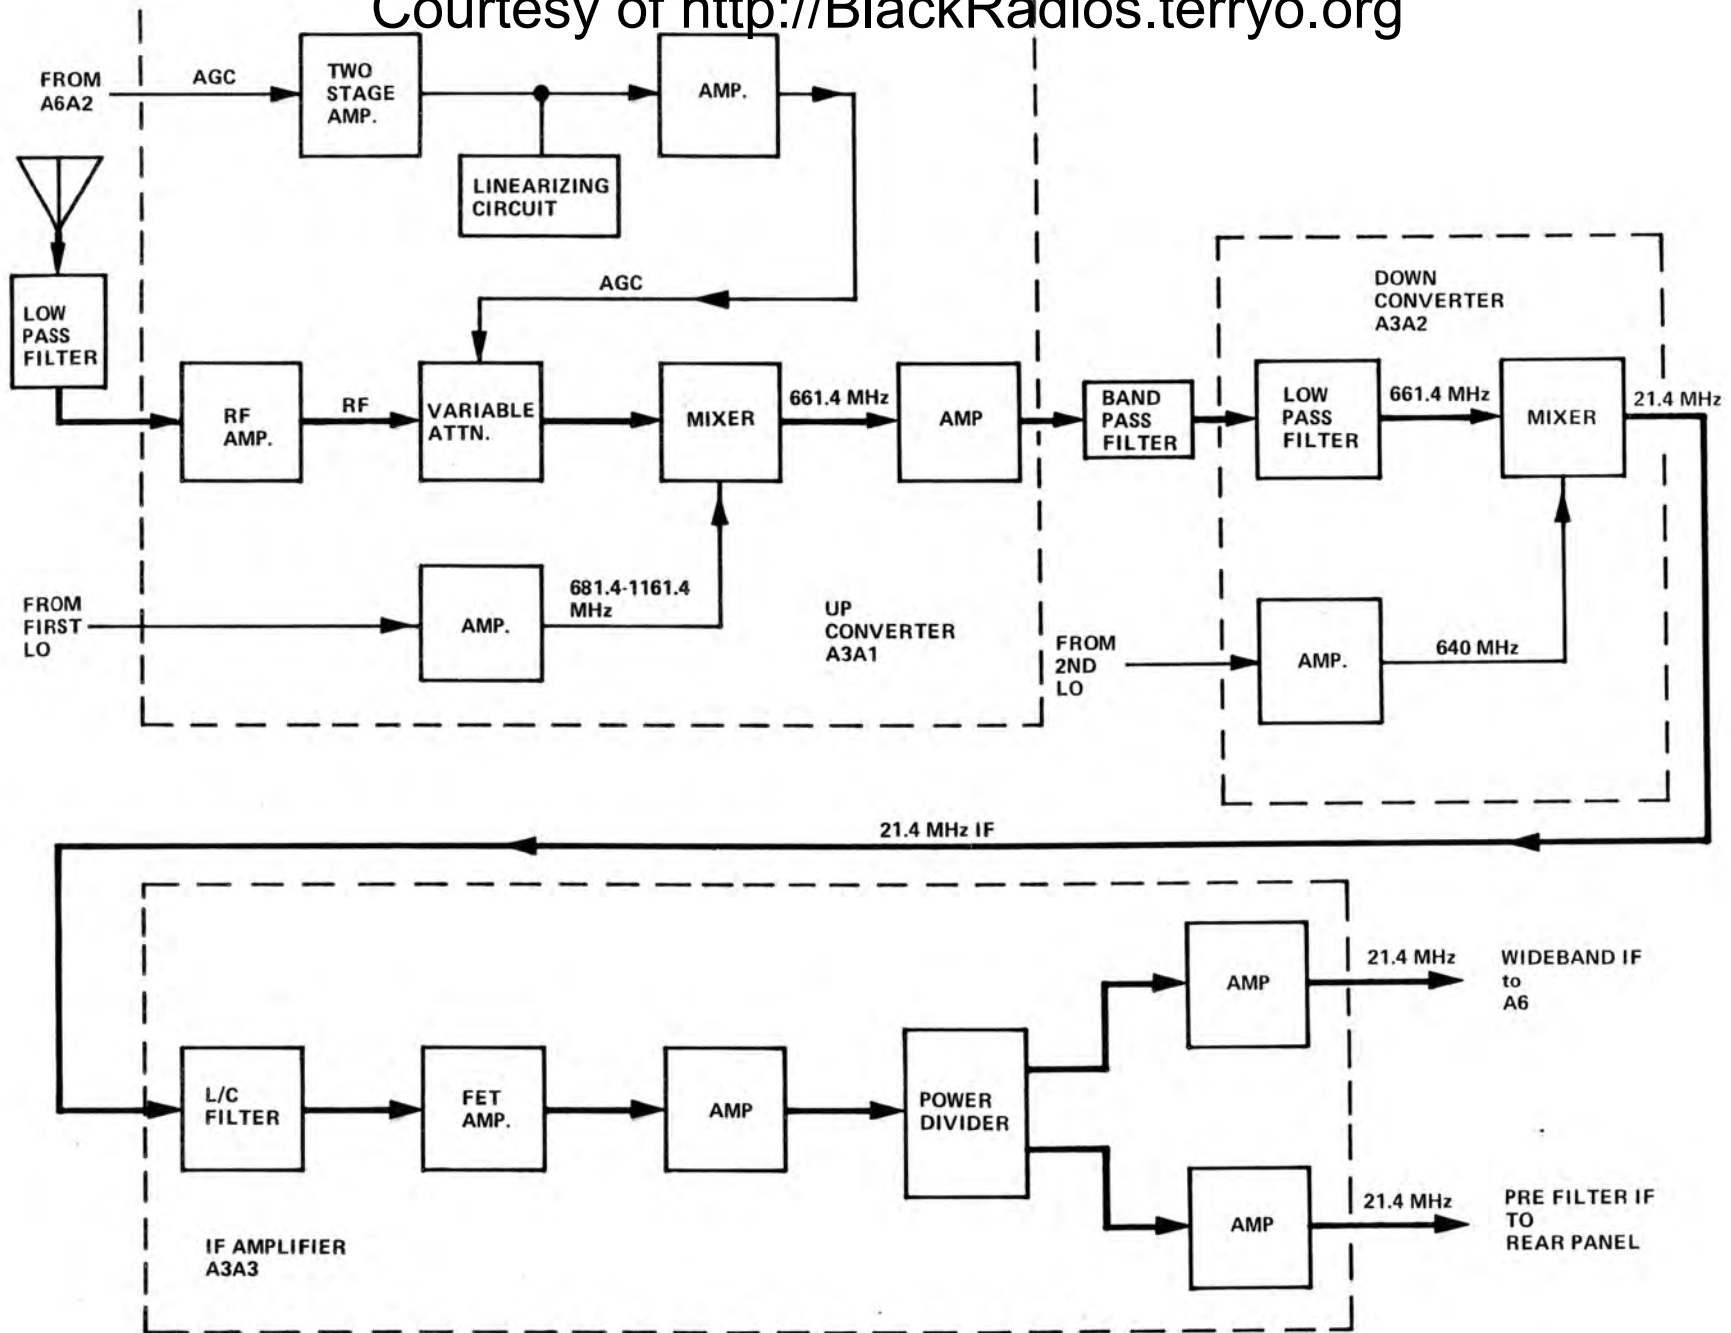 Courtesy of http://BlackRadios.terryo.org
FROM
A6A2
AGC
TWO
STAGE
AMP.
AMP.
LINEARIZING
CIRCUIT
AGC
LOW
PASS
FILTER
RF
AMP.
RF
VARIABLE
ATTN.
MIXER
661.4 MHz
AMP
BAND
PASS
FILTER
DOWN
CONVERTER
A3A2
LOW
PASS
FILTER
661.4 MHz
MIXER
21.4 MHz
FROM
FIRST
LO
AMP.
681.4-1161.4
MHz
UP
CONVERTER
A3A1
FROM
2ND
LO
AMP.
640 MHz
21.4 MHz IF
L/C
FILTER
FET
AMP.
AMP
POWER
DIVIDER
AMP
21.4 MHz
WIDEBAND IF
to
A6
AMP
21.4 MHz
PRE FILTER IF
TO
REAR PANEL
IF AMPLIFIER
A3A3